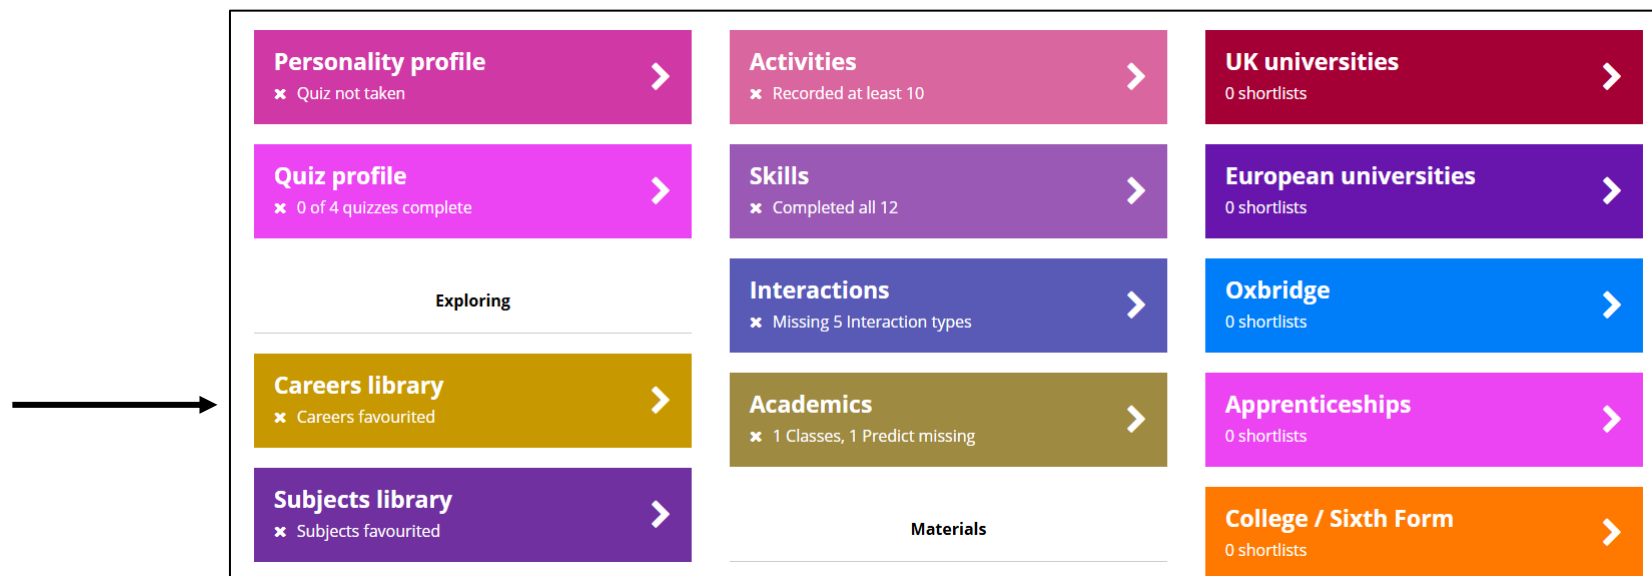 Personality profile
✖ Quiz not taken
Quiz profile
✖ 0 of 4 quizzes complete
Exploring
Careers library
✖ Careers favourited
Subjects library
✖ Subjects favourited
Activities
✖ Recorded at least 10
Skills
✖ Completed all 12
Interactions
✖ Missing 5 Interaction types
Academics
✖ 1 Classes, 1 Predict missing
Materials
UK universities
0 shortlists
European universities
0 shortlists
Oxbridge
0 shortlists
Apprenticeships
0 shortlists
College / Sixth Form
0 shortlists